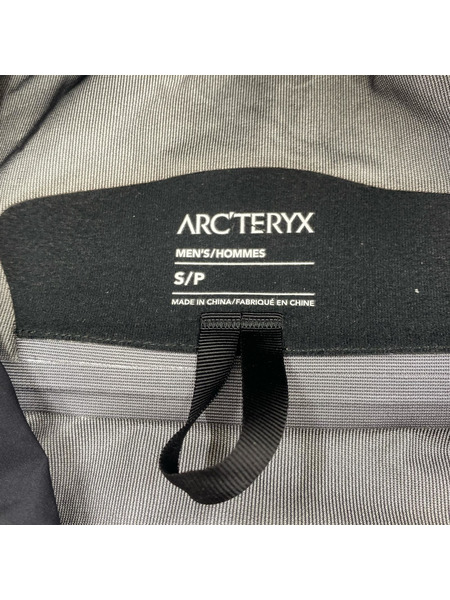 ARC'TERYX
MEN'S/HOMMES
S/P
MADE IN CHINA/FABRIQUÉ EN CHINE